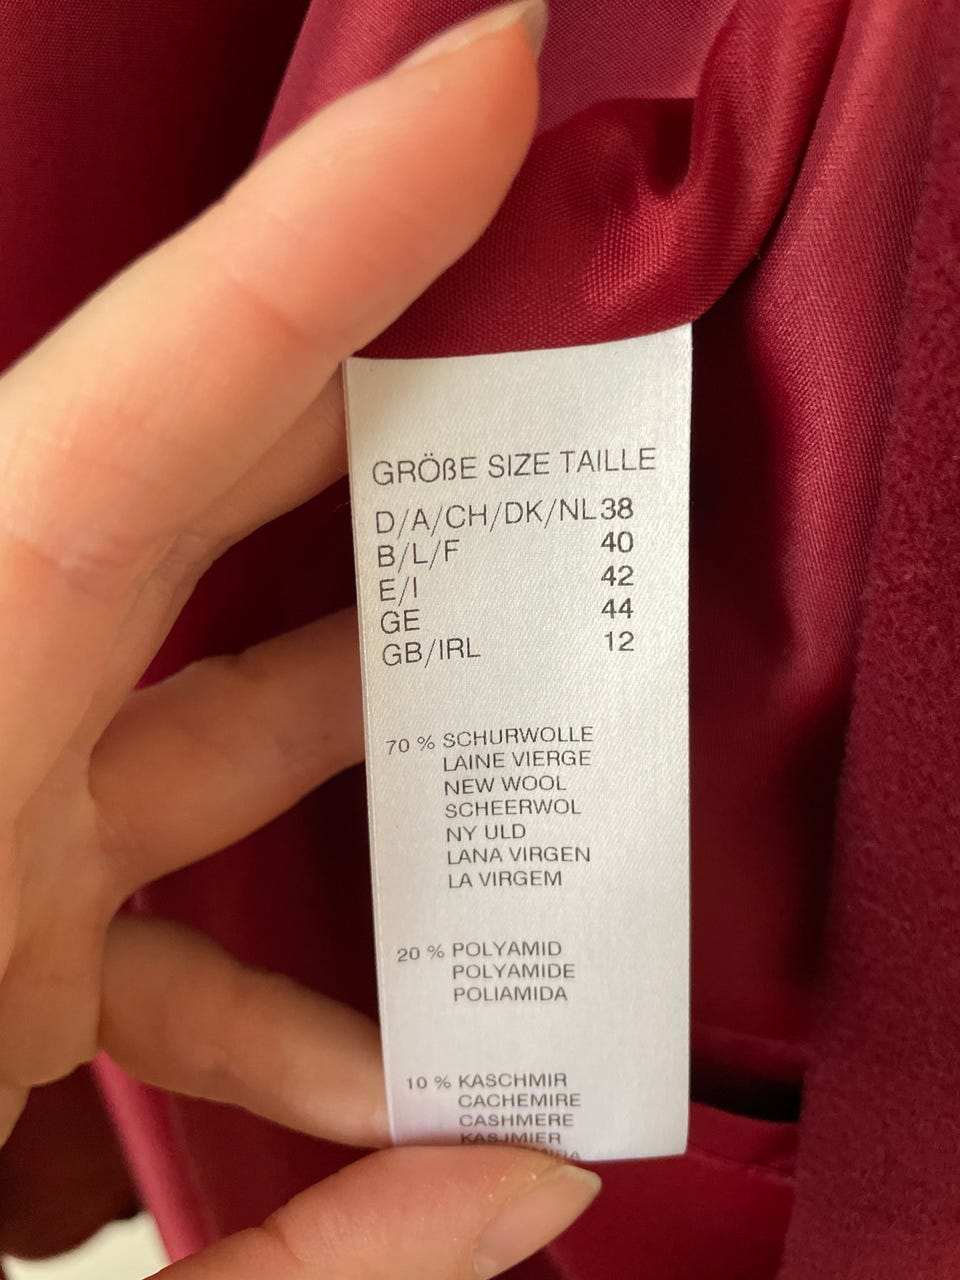 GRÖßE SIZE TAILLE
D/A/CH/DK/NL 38
B/L/F 40
E/I 42
GE 44
GB/IRL 12
70 % SCHURWOLLE
LAINE VIERGE
NEW WOOL
SCHEERWOL
NY ULD
LANA VIRGEN
LA VIRGEM
20 % POLYAMID
POLYAMIDE
POLIAMIDA
10 % KASCHMIR
CACHEMIRE
CASHMERE
KASJMIER